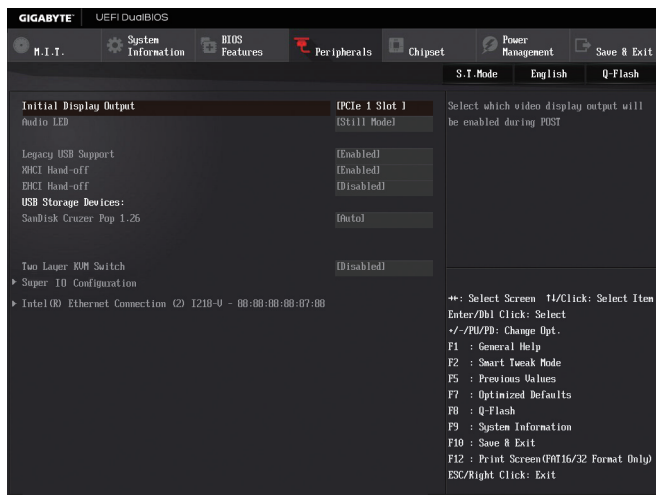 GIGABYTE™ UEFI DualBIOS
M.I.T.
System Information
BIOS Features
Peripherals
Chipset
Power Management
Save & Exit
S.T.Mode English Q-Flash
Initial Display Output [PCIe 1 Slot ]
Audio LED [Still Mode]
Legacy USB Support [Enabled]
XHCI Hand-off [Enabled]
EHCI Hand-off [Disabled]
USB Storage Devices:
SanDisk Cruzer Pop 1.26 [Auto]
Two Layer KVM Switch [Disabled]
Super IO Configuration
Intel(R) Ethernet Connection (2) I218-V - 88:88:88:88:87:88
Select which video display output will
be enabled during POST
→←: Select Screen ↑↓/Click: Select Item
Enter/Dbl Click: Select
+/-/PU/PD: Change Opt.
F1 : General Help
F2 : Smart Tweak Mode
F5 : Previous Values
F7 : Optimized Defaults
F8 : Q-Flash
F9 : System Information
F10 : Save & Exit
F12 : Print Screen(FAT16/32 Format Only)
ESC/Right Click: Exit